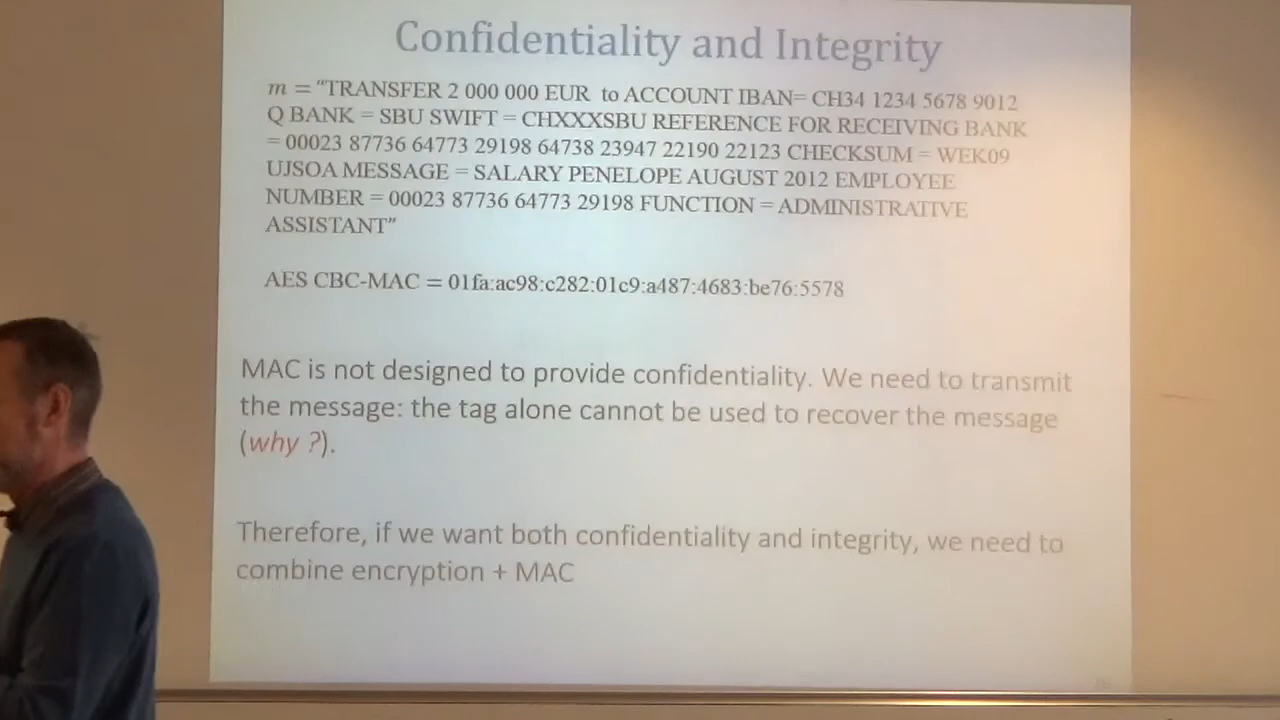 Confidentiality and Integrity
m = “TRANSFER 2 000 000 EUR to ACCOUNT IBAN= CH34 1234 5678 9012
Q BANK = SBU SWIFT = CHXXXSBU REFERENCE FOR RECEIVING BANK
= 00023 87736 64773 29198 64738 23947 22190 22123 CHECKSUM = WEK09
UJSOA MESSAGE = SALARY PENELOPE AUGUST 2012 EMPLOYEE
NUMBER = 00023 87736 64773 29198 FUNCTION = ADMINISTRATIVE
ASSISTANT”
AES CBC-MAC = 01fa:ac98:c282:01c9:a487:4683:be76:5578
MAC is not designed to provide confidentiality. We need to transmit
the message: the tag alone cannot be used to recover the message
(why ?).
Therefore, if we want both confidentiality and integrity, we need to
combine encryption + MAC